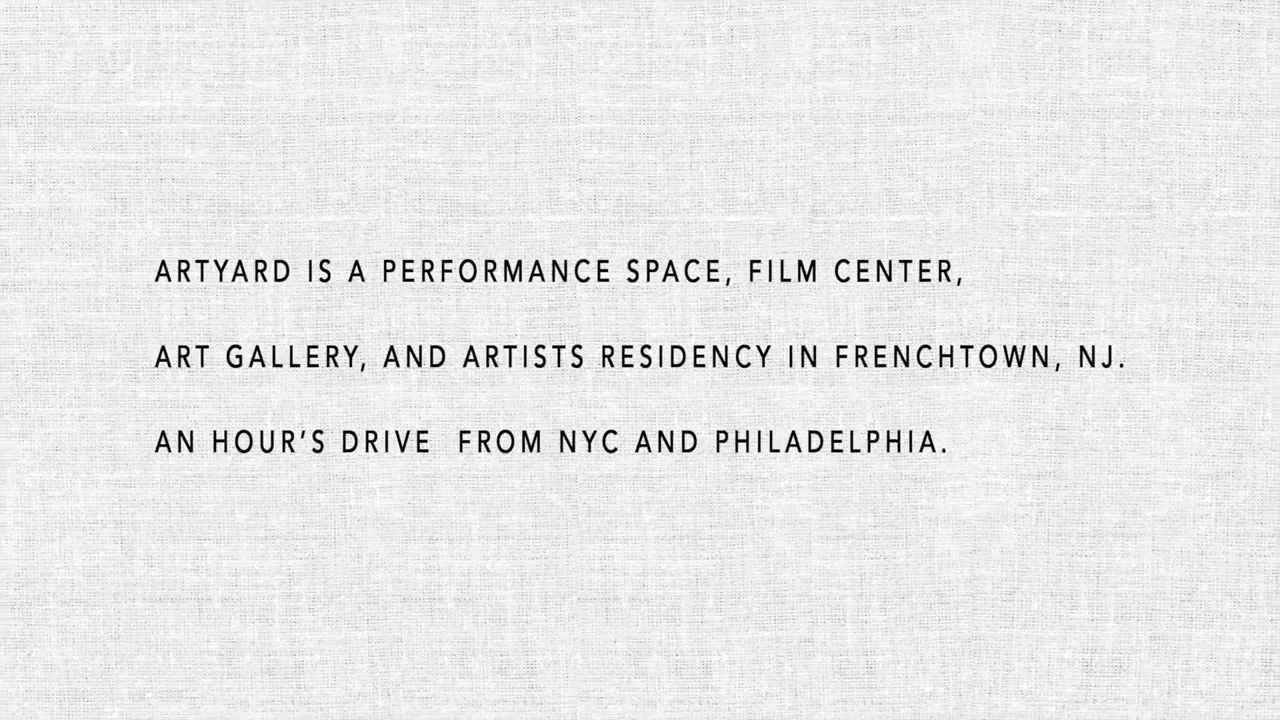 ARTYARD IS A PERFORMANCE SPACE, FILM CENTER,
ART GALLERY, AND ARTISTS RESIDENCY IN FRENCHTOWN, NJ.
AN HOUR’S DRIVE  FROM NYC AND PHILADELPHIA.